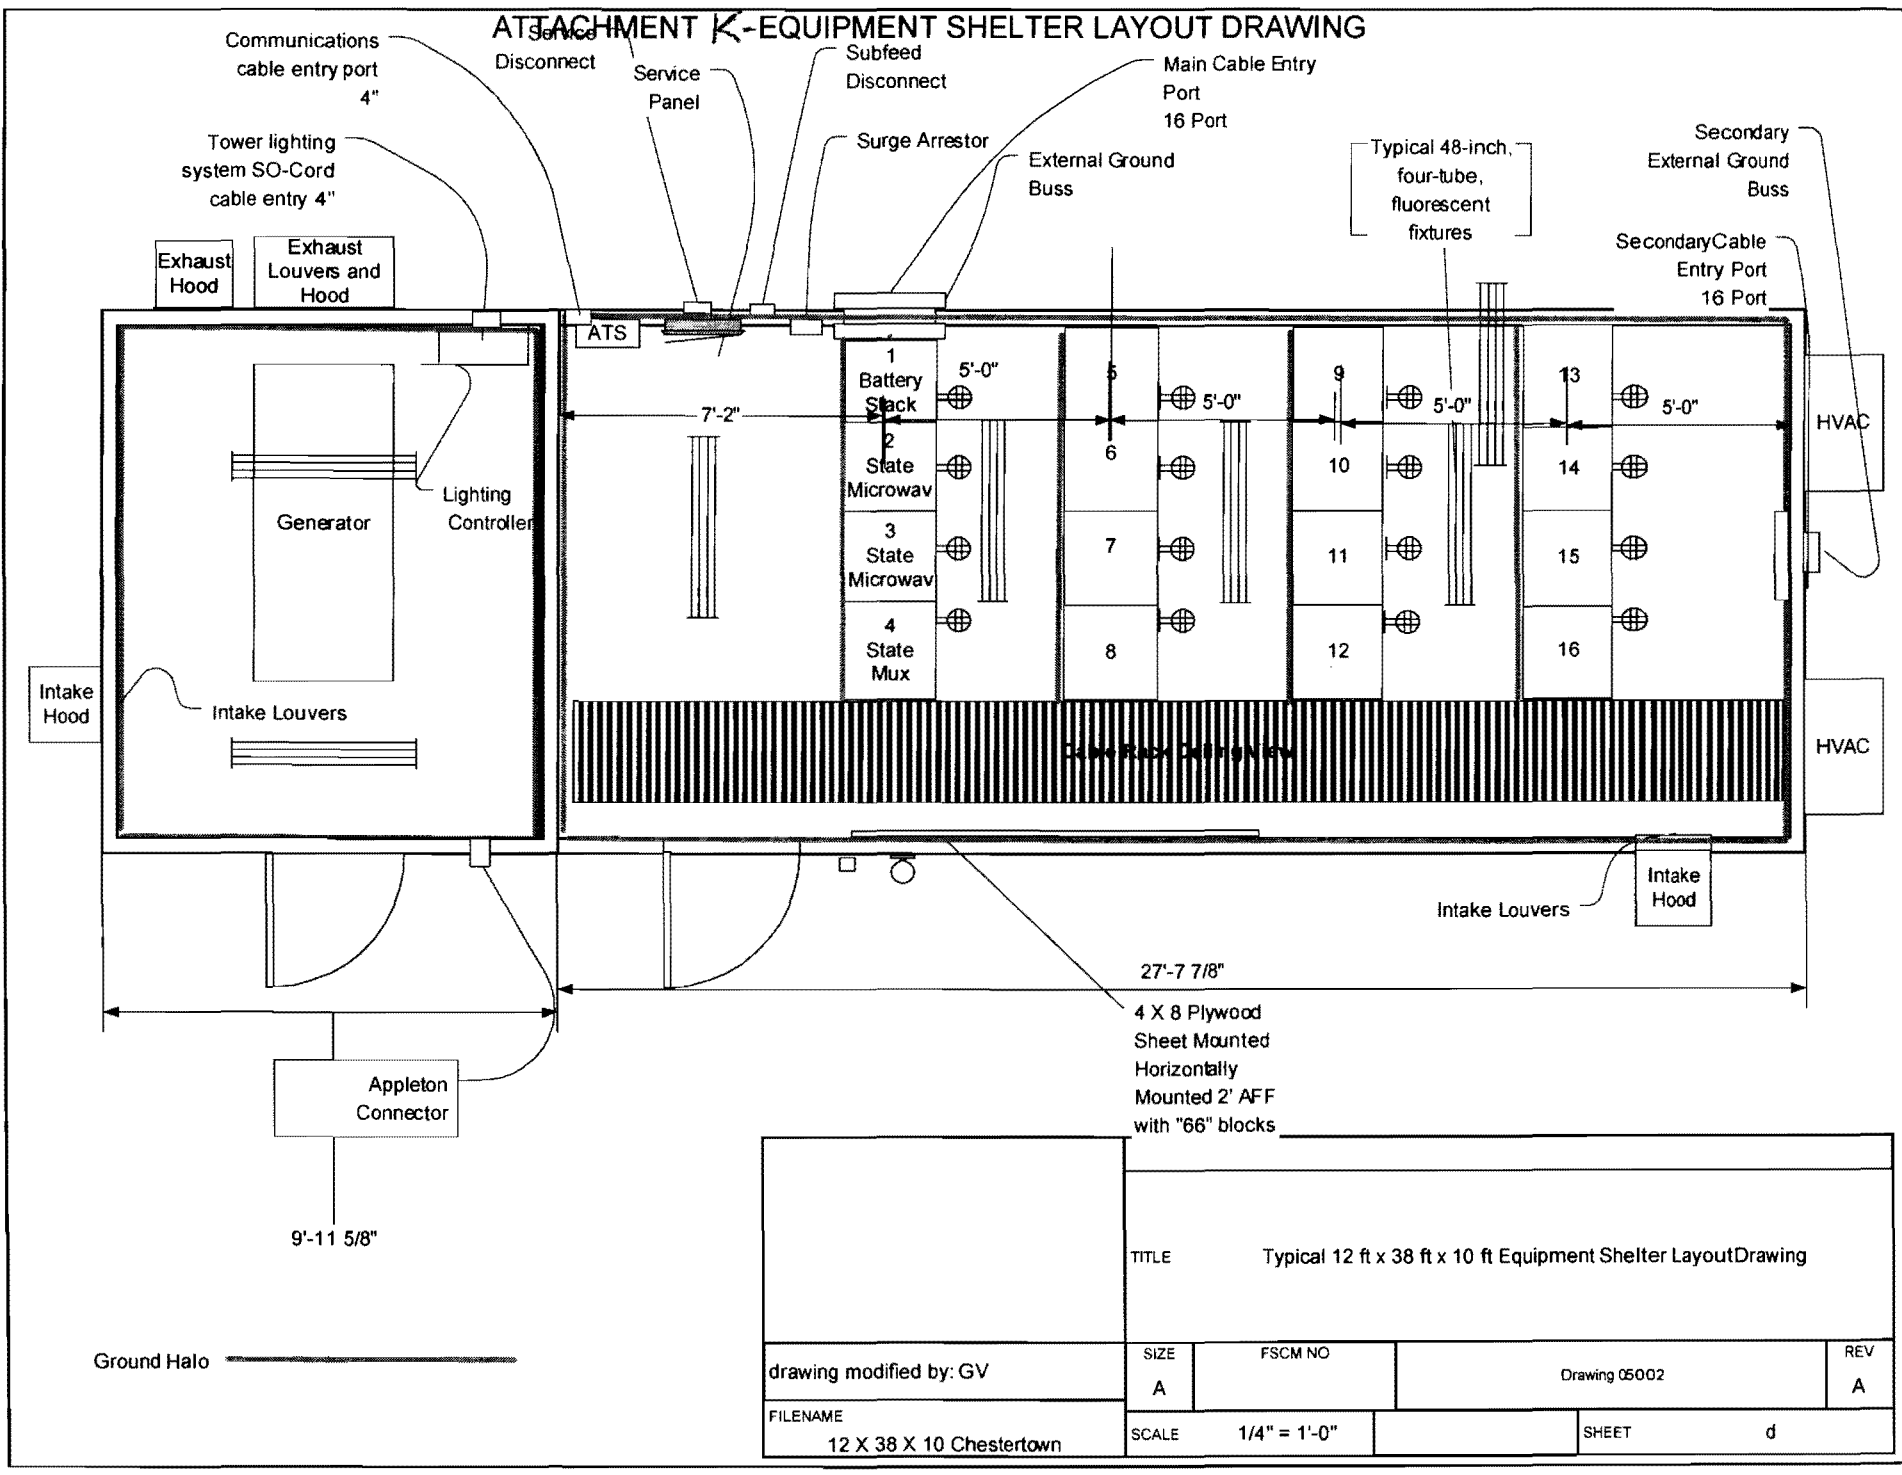 ATTACHMENT K-EQUIPMENT SHELTER LAYOUT DRAWING
Communications
cable entry port
4"
Service
Disconnect
Service
Panel
Subfeed
Disconnect
Main Cable Entry
Port
16 Port
Tower lighting
system SO-Cord
cable entry 4"
Surge Arrestor
External Ground
Buss
Typical 48-inch,
four-tube,
fluorescent
fixtures
Secondary
External Ground
Buss
SecondaryCable
Entry Port
16 Port
Exhaust
Hood
Exhaust
Louvers and
Hood
ATS
1
Battery
Stack
2
State
Microwav
3
State
Microwav
4
State
Mux
5
6
7
8
9
10
11
12
13
14
15
16
7'-2"
5'-0"
5'-0"
5'-0"
5'-0"
HVAC
HVAC
Generator
Lighting
Controller
Intake
Hood
Intake Louvers
Cable Rack Ceiling View
Intake Louvers
Intake
Hood
27'-7 7/8"
4 X 8 Plywood
Sheet Mounted
Horizontally
Mounted 2' AFF
with "66" blocks
Appleton
Connector
9'-11 5/8"
Ground Halo
TITLE
Typical 12 ft x 38 ft x 10 ft Equipment Shelter LayoutDrawing
drawing modified by: GV
SIZE
A
FSCM NO
Drawing 05002
REV
A
FILENAME
12 X 38 X 10 Chestertown
SCALE
1/4" = 1'-0"
SHEET
d